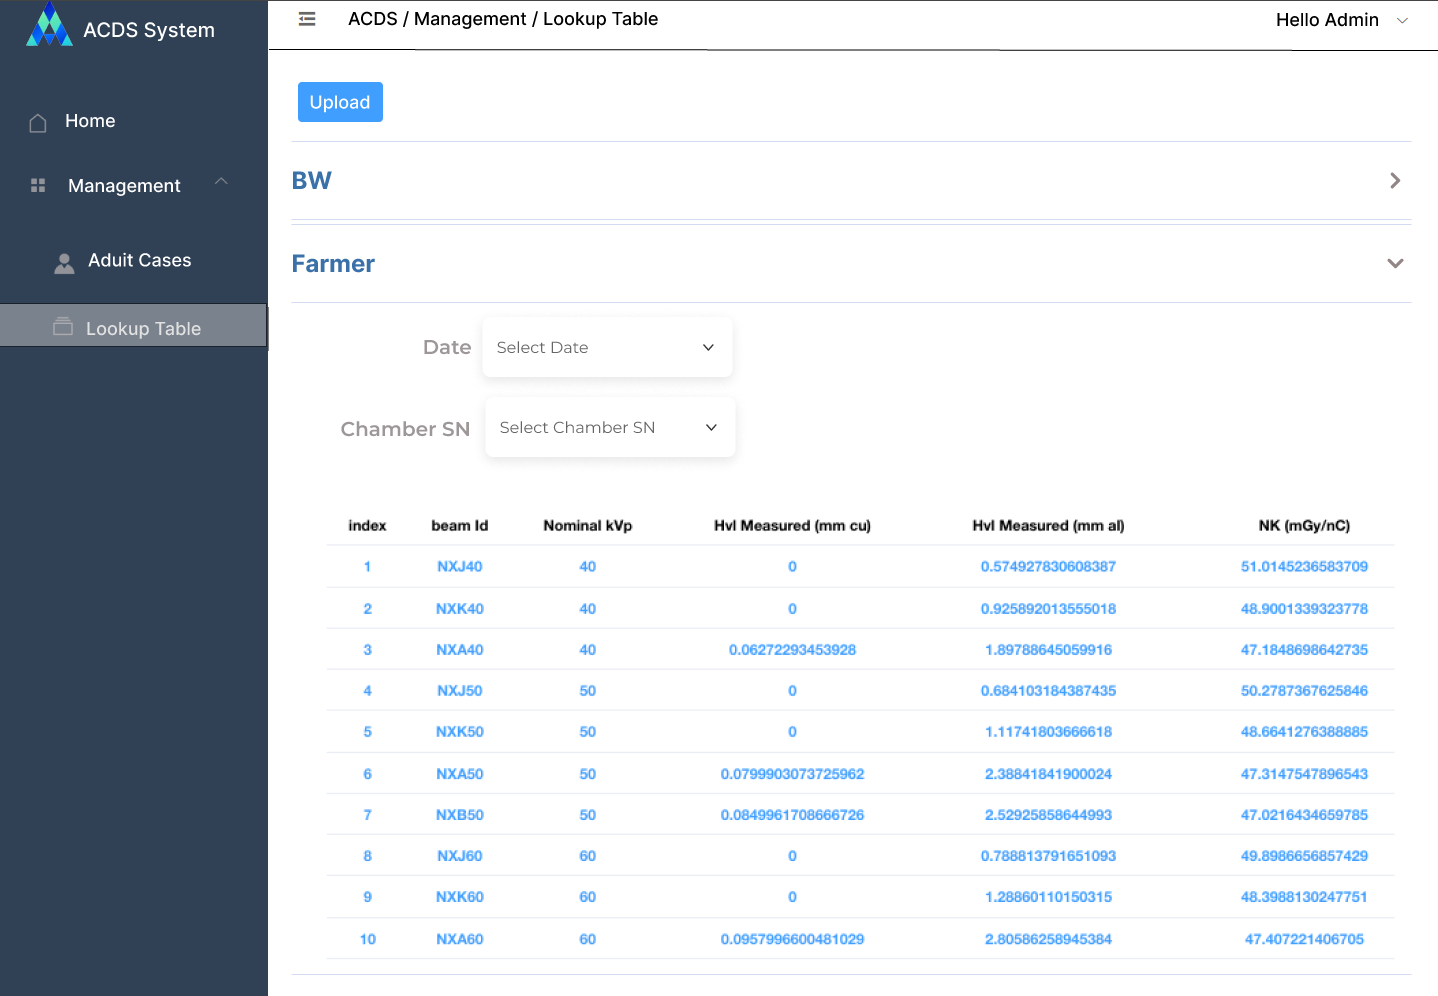 ACDS System
ACDS / Management / Lookup Table
Hello Admin
Home
Management
Aduit Cases
Lookup Table
Upload
BW
Farmer
Date Select Date
Chamber SN Select Chamber SN
index beam Id Nominal kVp Hvl Measured (mm cu) Hvl Measured (mm al) NK (mGy/nC)
1 NXJ40 40 0 0.574927830608387 51.0145236583709
2 NXK40 40 0 0.925892013555018 48.9001339323778
3 NXA40 40 0.06272293453928 1.89788645059916 47.1848698642735
4 NXJ50 50 0 0.684103184387435 50.2787367625846
5 NXK50 50 0 1.11741803666618 48.6641276388885
6 NXA50 50 0.0799903073725962 2.38841841900024 47.3147547896543
7 NXB50 50 0.0849961708666726 2.52925858644993 47.0216434659785
8 NXJ60 60 0 0.788813791651093 49.8986656857429
9 NXK60 60 0 1.28860110150315 48.3988130247751
10 NXA60 60 0.0957996600481029 2.80586258945384 47.407221406705